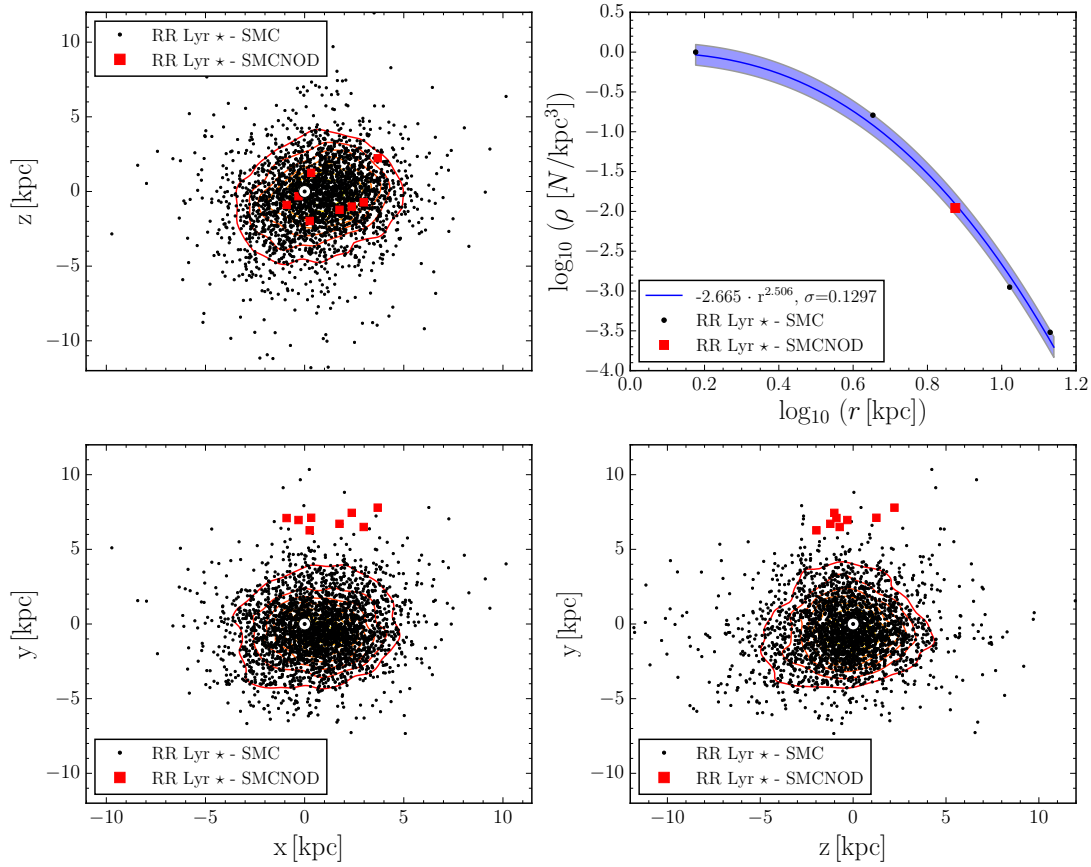 RR Lyr ⋆ - SMC
RR Lyr ⋆ - SMCNOD
10
5
0
−5
−10
z [kpc]
0.5
0.0
−0.5
−1.0
−1.5
−2.0
−2.5
−3.0
−3.5
−4.0
log₁₀ (ρ [N/kpc³])
-2.665 · r^2.506, σ=0.1297
RR Lyr ⋆ - SMC
RR Lyr ⋆ - SMCNOD
0.0 0.2 0.4 0.6 0.8 1.0 1.2
log₁₀ (r [kpc])
10
5
0
−5
−10
y [kpc]
RR Lyr ⋆ - SMC
RR Lyr ⋆ - SMCNOD
−10 −5 0 5 10
x [kpc]
10
5
0
−5
−10
y [kpc]
RR Lyr ⋆ - SMC
RR Lyr ⋆ - SMCNOD
−10 −5 0 5 10
z [kpc]